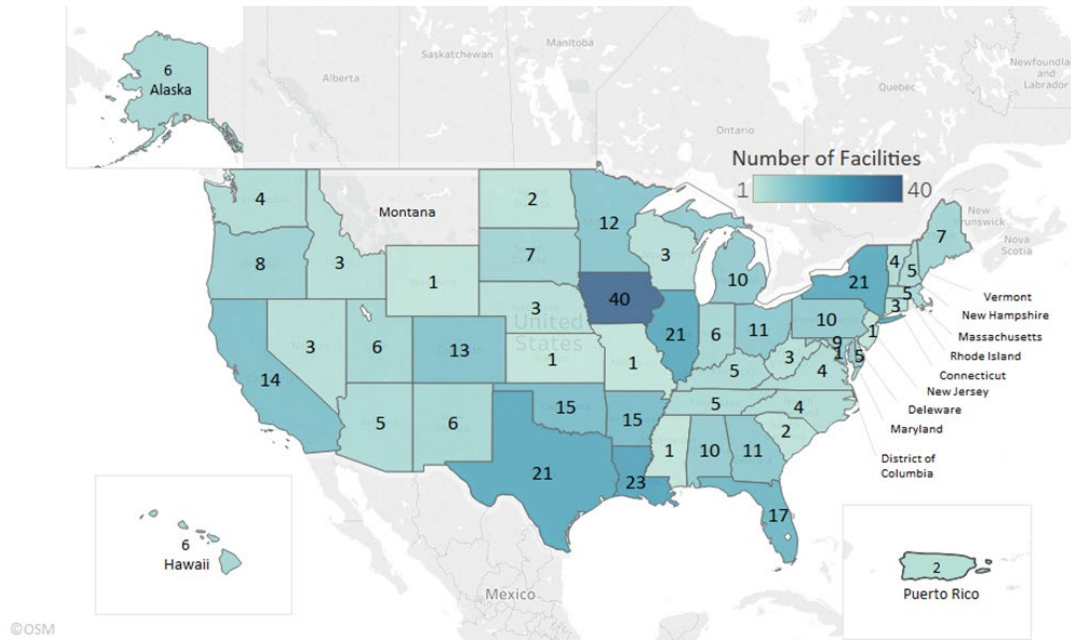 Saskatchewan
Manitoba
Newfoundland
and
Labrador
Alberta
Quebec
Ontario
6
Alaska
Number of Facilities
1
40
New
Brunswick
Nova
Scotia
4
Montana
2
12
7
8
3
1
7
3
10
4
5
21
5
3
Vermont
New Hampshire
Massachusetts
Rhode Island
Connecticut
New Jersey
Deleware
Maryland
District of
Columbia
40
3
United
States
14
3
6
13
1
1
21
6
11
10
1
9
1
5
3
4
5
5
6
15
15
5
4
2
21
23
1
10
11
17
6
Hawaii
2
Puerto Rico
Mexico
©OSM